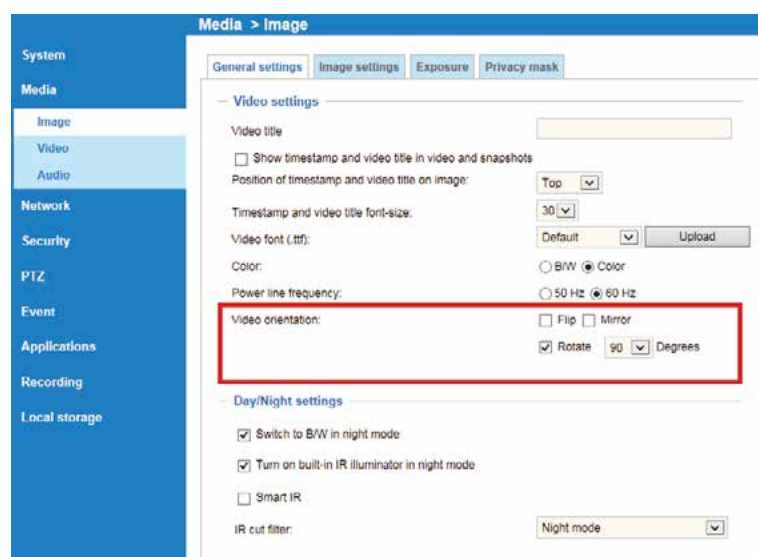 Media > Image
System
Media
Image
Video
Audio
Network
Security
PTZ
Event
Applications
Recording
Local storage
General settings Image settings Exposure Privacy mask
Video settings
Video title
Show timestamp and video title in video and snapshots
Position of timestamp and video title on image: Top
Timestamp and video title font-size: 30
Video font (.ttf): Default Upload
Color: B/W Color
Power line frequency: 50 Hz 60 Hz
Video orientation: Flip Mirror
Rotate 90 Degrees
Day/Night settings
Switch to B/W in night mode
Turn on built-in IR illuminator in night mode
Smart IR
IR cut filter: Night mode